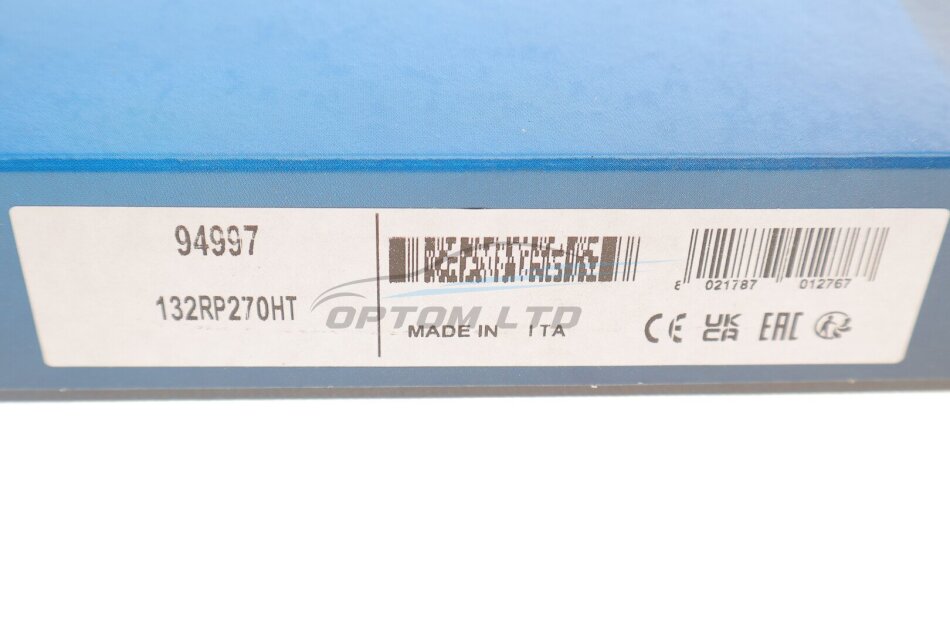 94997
132RP270HT
MADE IN ITA
8 021787 012767
CE UK CA EAC
OPTOM LTD